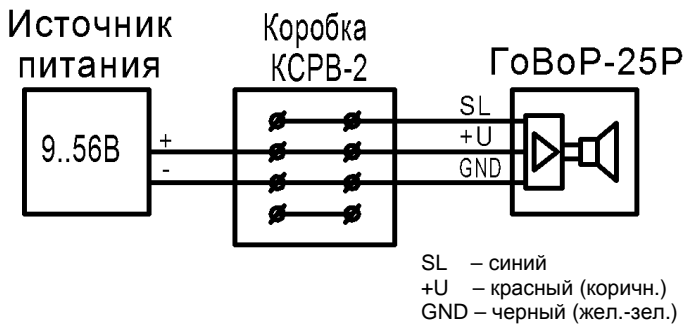 Источник
питания
Коробка
КСРВ-2
ГоВоР-25Р
9..56В
+
-
SL
+U
GND
SL – синий
+U – красный (коричн.)
GND – черный (жел.-зел.)